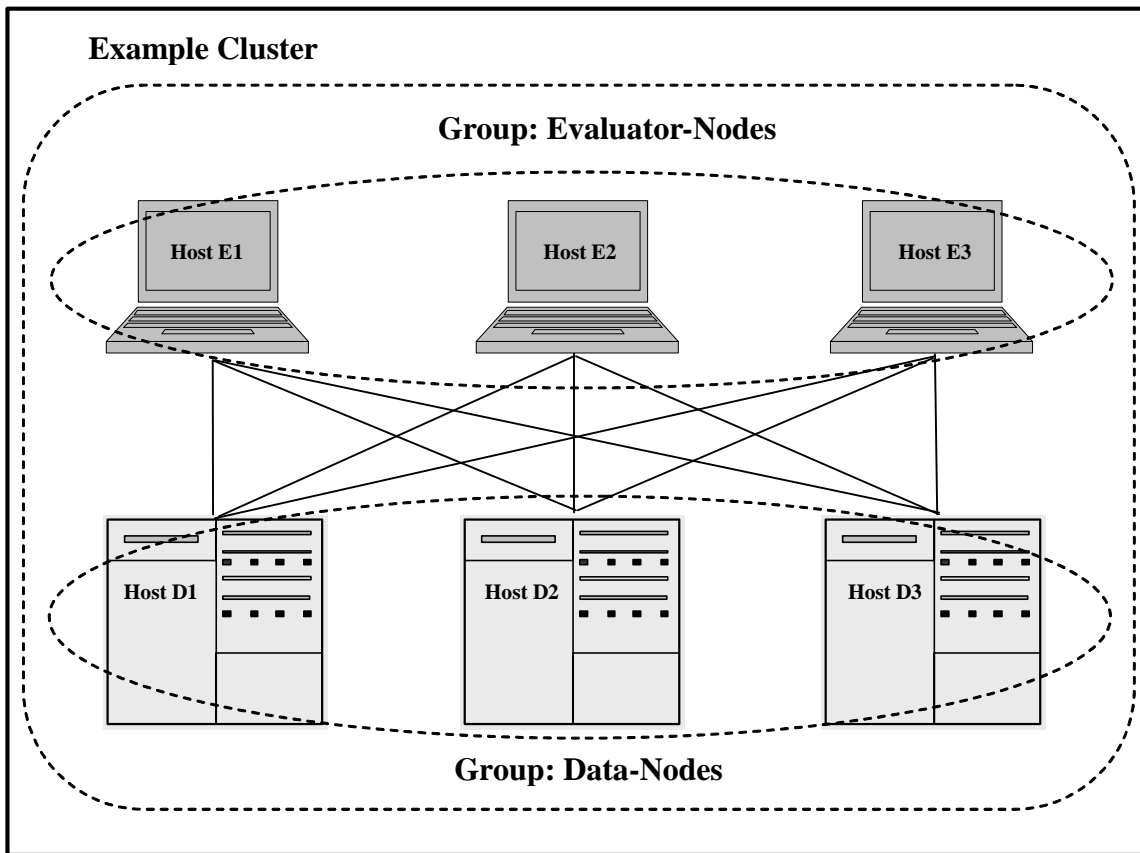 Example Cluster
Group: Evaluator-Nodes
Host E1
Host E2
Host E3
Host D1
Host D2
Host D3
Group: Data-Nodes